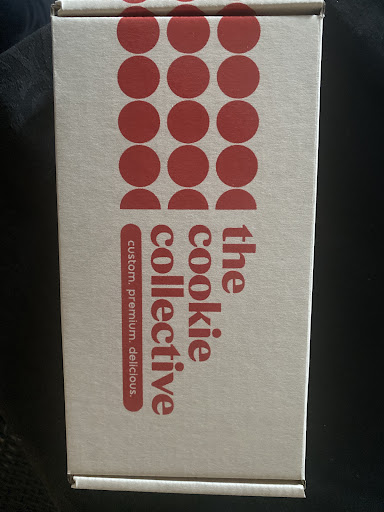 the
cookie
collective
custom. premium. delicious.